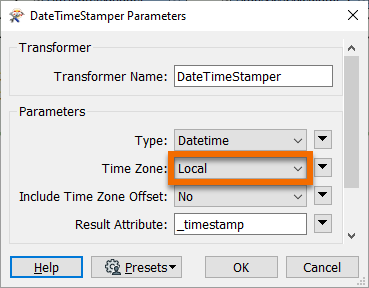 DateTimeStamper Parameters
Transformer
Transformer Name: DateTimeStamper
Parameters
Type: Datetime
Time Zone: Local
Include Time Zone Offset: No
Result Attribute: _timestamp
Help Presets OK Cancel